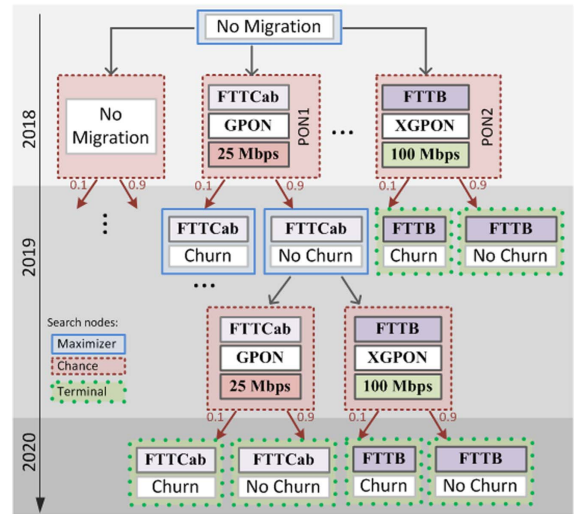 No Migration
2018
No
Migration
FTTCab
GPON
25 Mbps
PON1
...
FTTB
XGPON
100 Mbps
PON2
0.1
0.9
0.1
0.9
0.1
0.9
2019
FTTCab
Churn
FTTCab
No Churn
FTTB
Churn
FTTB
No Churn
...
Search nodes:
Maximizer
Chance
Terminal
FTTCab
GPON
25 Mbps
FTTB
XGPON
100 Mbps
0.1
0.9
0.1
0.9
2020
FTTCab
Churn
FTTCab
No Churn
FTTB
Churn
FTTB
No Churn